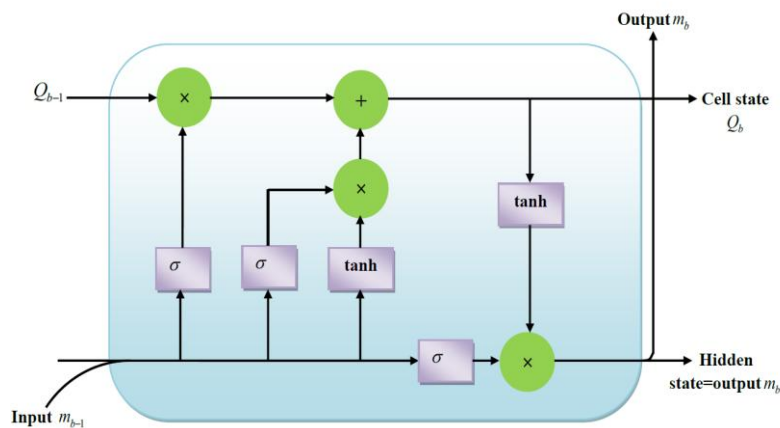 Output m_b
Q_{b-1}
×
+
Cell state
Q_b
×
tanh
σ
σ
tanh
σ
×
Hidden
state=output m_b
Input m_{b-1}